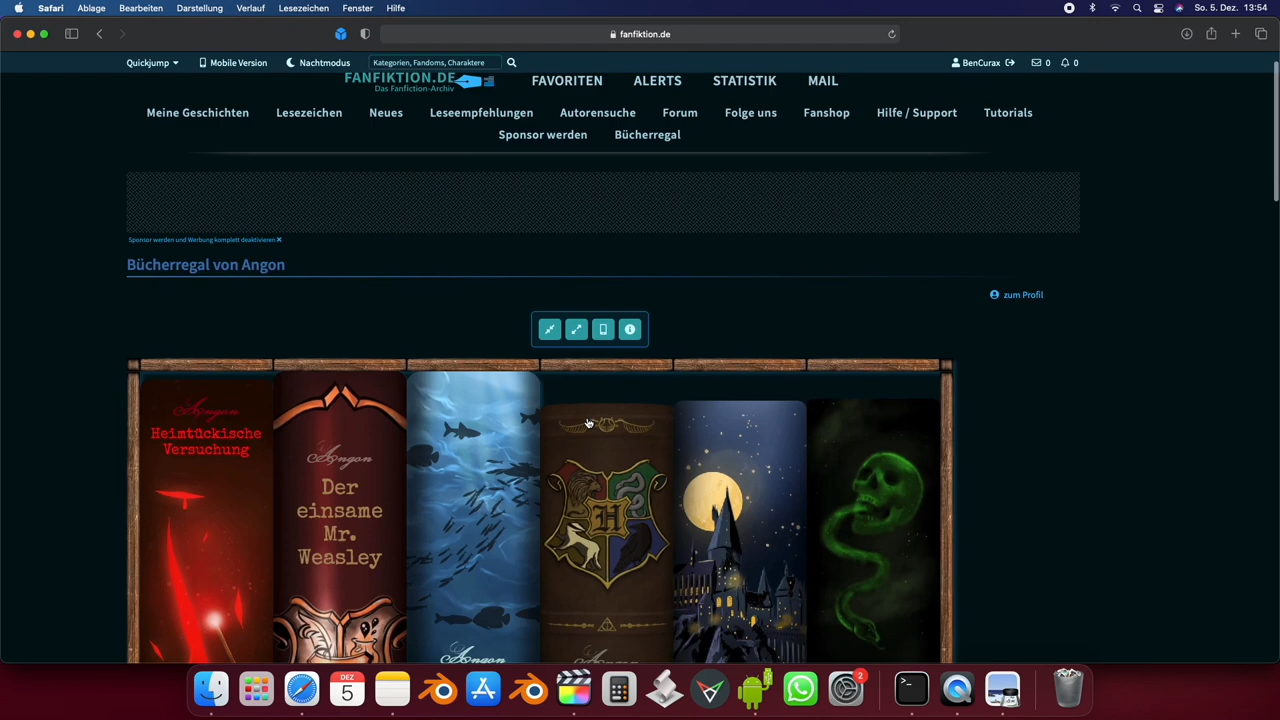 Safari Ablage Bearbeiten Darstellung Verlauf Lesezeichen Fenster Hilfe So. 5. Dez. 13:54
fanfiktion.de
Quickjump Mobile Version Nachtmodus Kategorien, Fandoms, Charaktere BenCurax 0 0
FANFIKTION.DE
Das Fanfiction-Archiv
FAVORITEN ALERTS STATISTIK MAIL
Meine Geschichten Lesezeichen Neues Leseempfehlungen Autorensuche Forum Folge uns Fanshop Hilfe / Support Tutorials
Sponsor werden Bücherregal
Sponsor werden und Werbung komplett deaktivieren
Bücherregal von Angon
zum Profil
Angon
Heimtückische
Versuchung
Angon
Der
einsame
Mr.
Weasley
H
Angon
Angon
DEZ
5
2